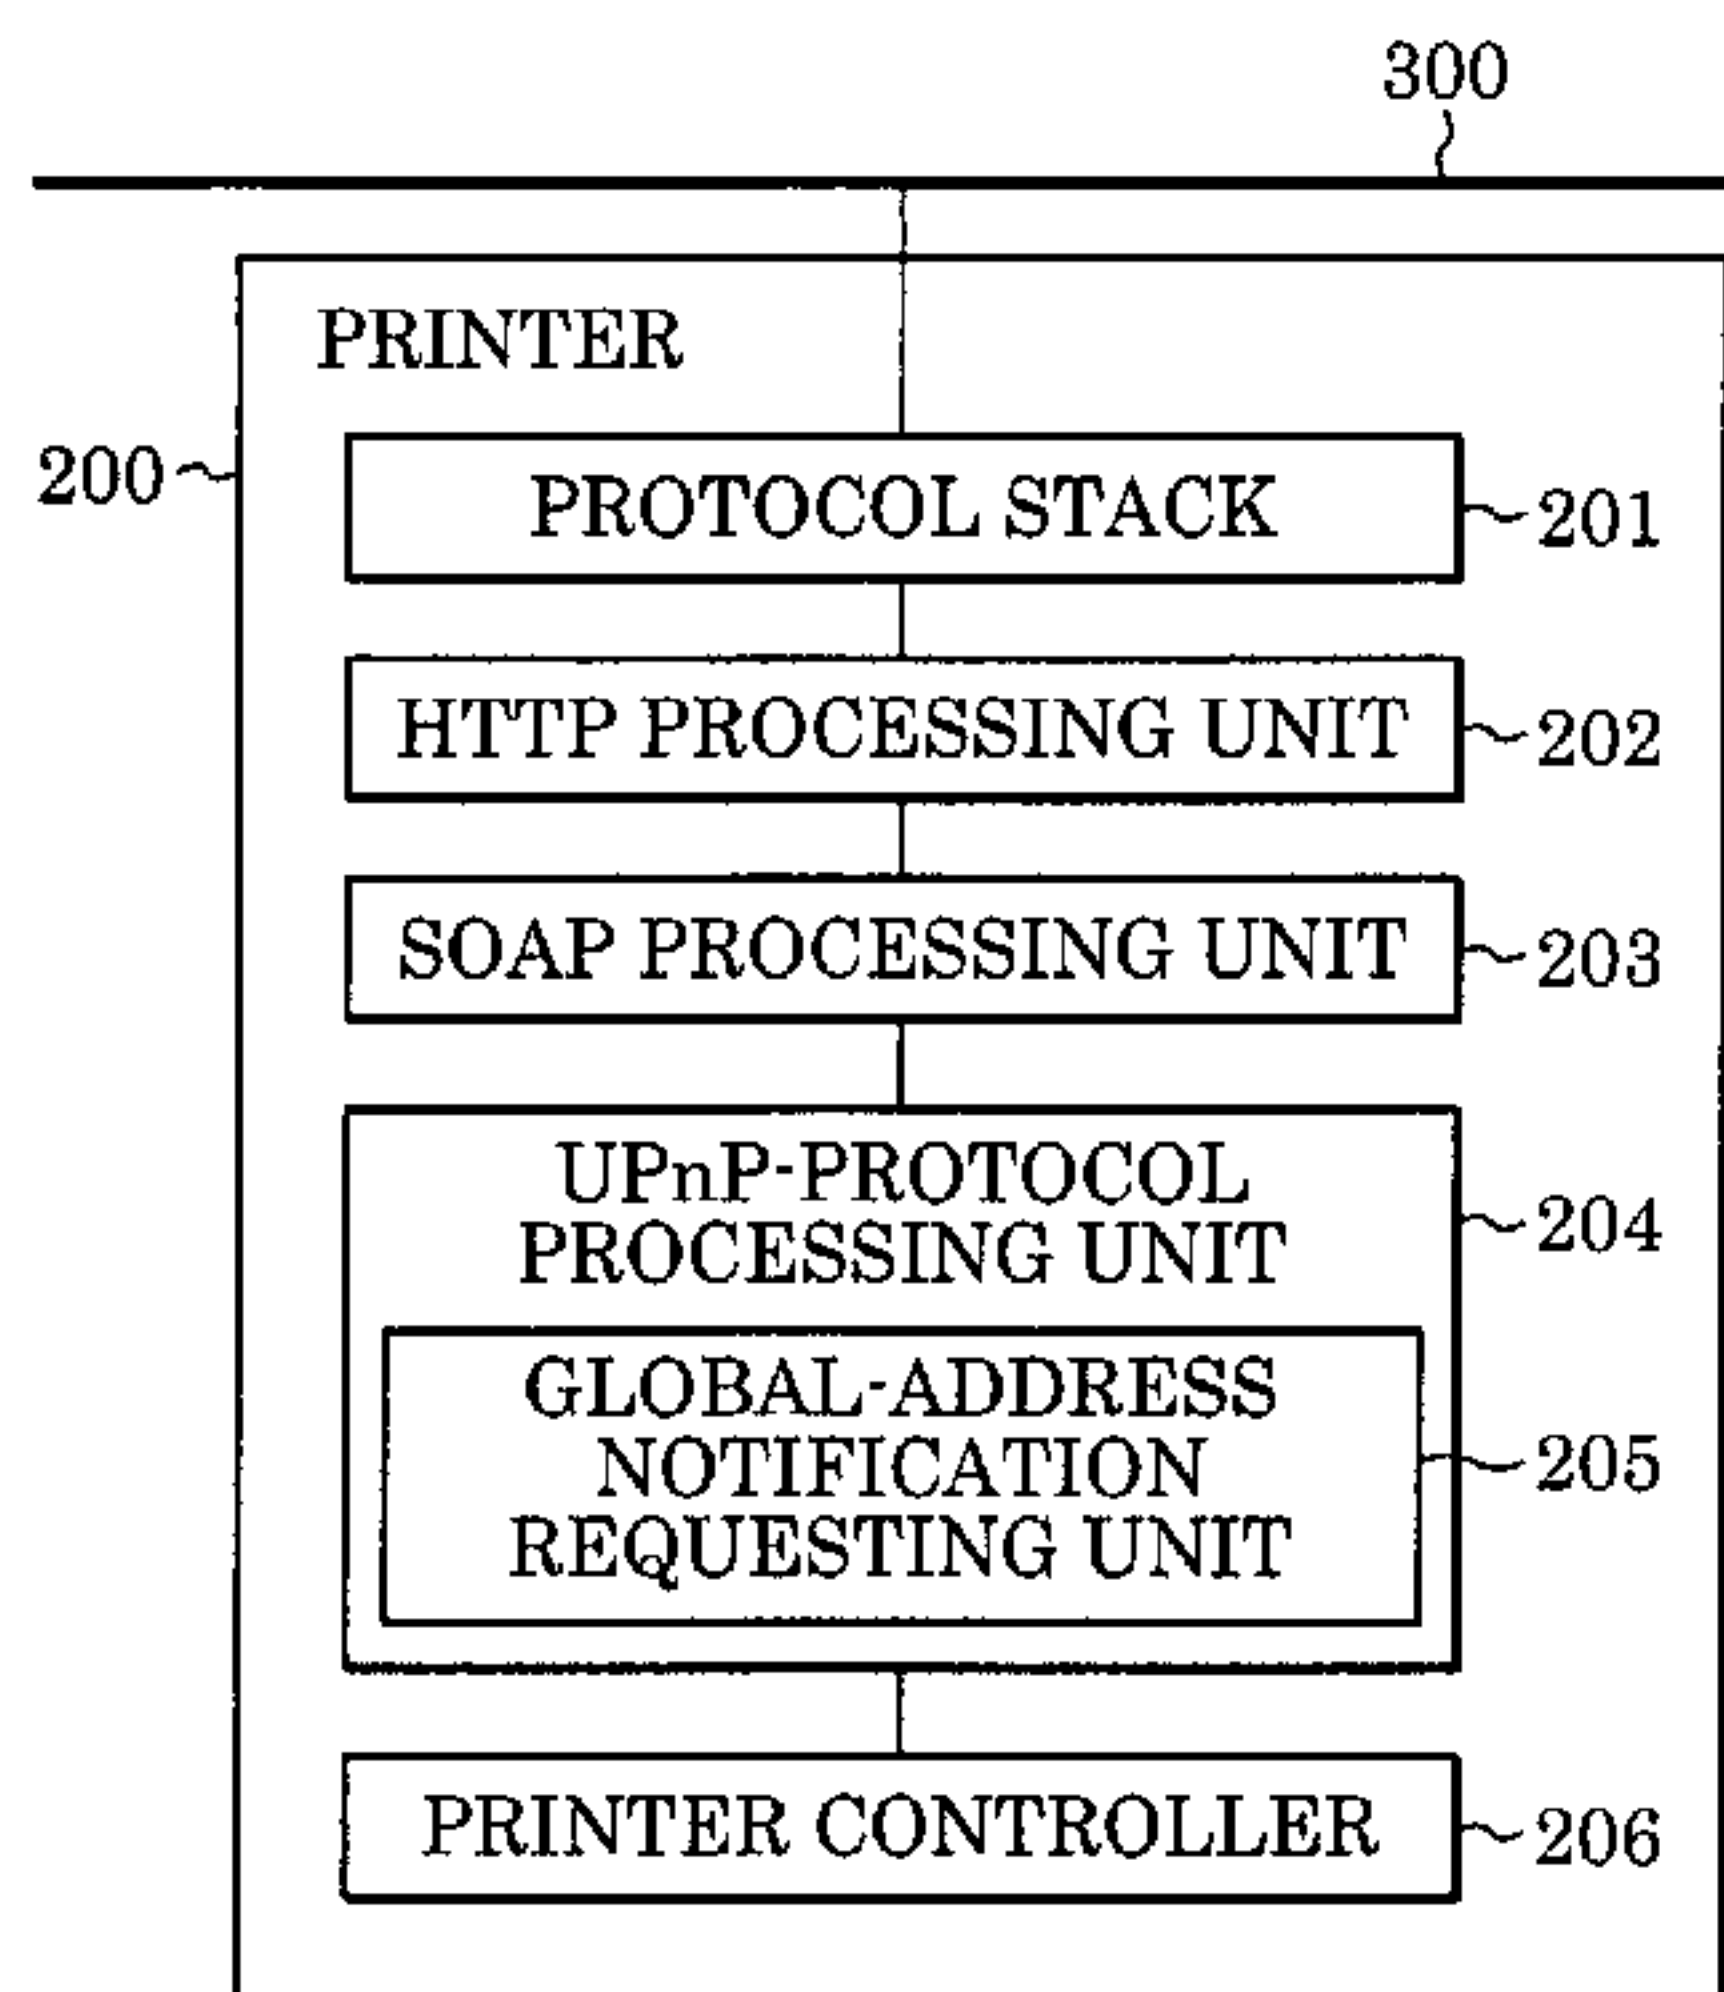 300
PRINTER
200
PROTOCOL STACK
201
HTTP PROCESSING UNIT
202
SOAP PROCESSING UNIT
203
UPnP-PROTOCOL
PROCESSING UNIT
204
GLOBAL-ADDRESS
NOTIFICATION
REQUESTING UNIT
205
PRINTER CONTROLLER
206